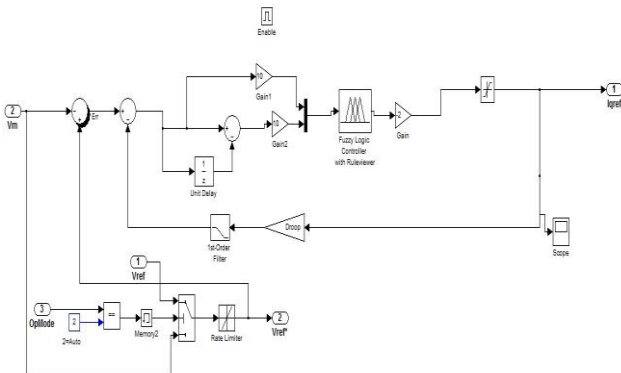 Enable
10
Gain1
2
Vm
Err
10
Gain2
Fuzzy Logic
Controller
with Ruleviewer
-2
Gain
1
Iqref
1
z
Unit Delay
1st-Order
Filter
Droop
Scope
1
Vref
3
OpMode
2
2=Auto
==
Memory2
Rate Limiter
2
Vref*